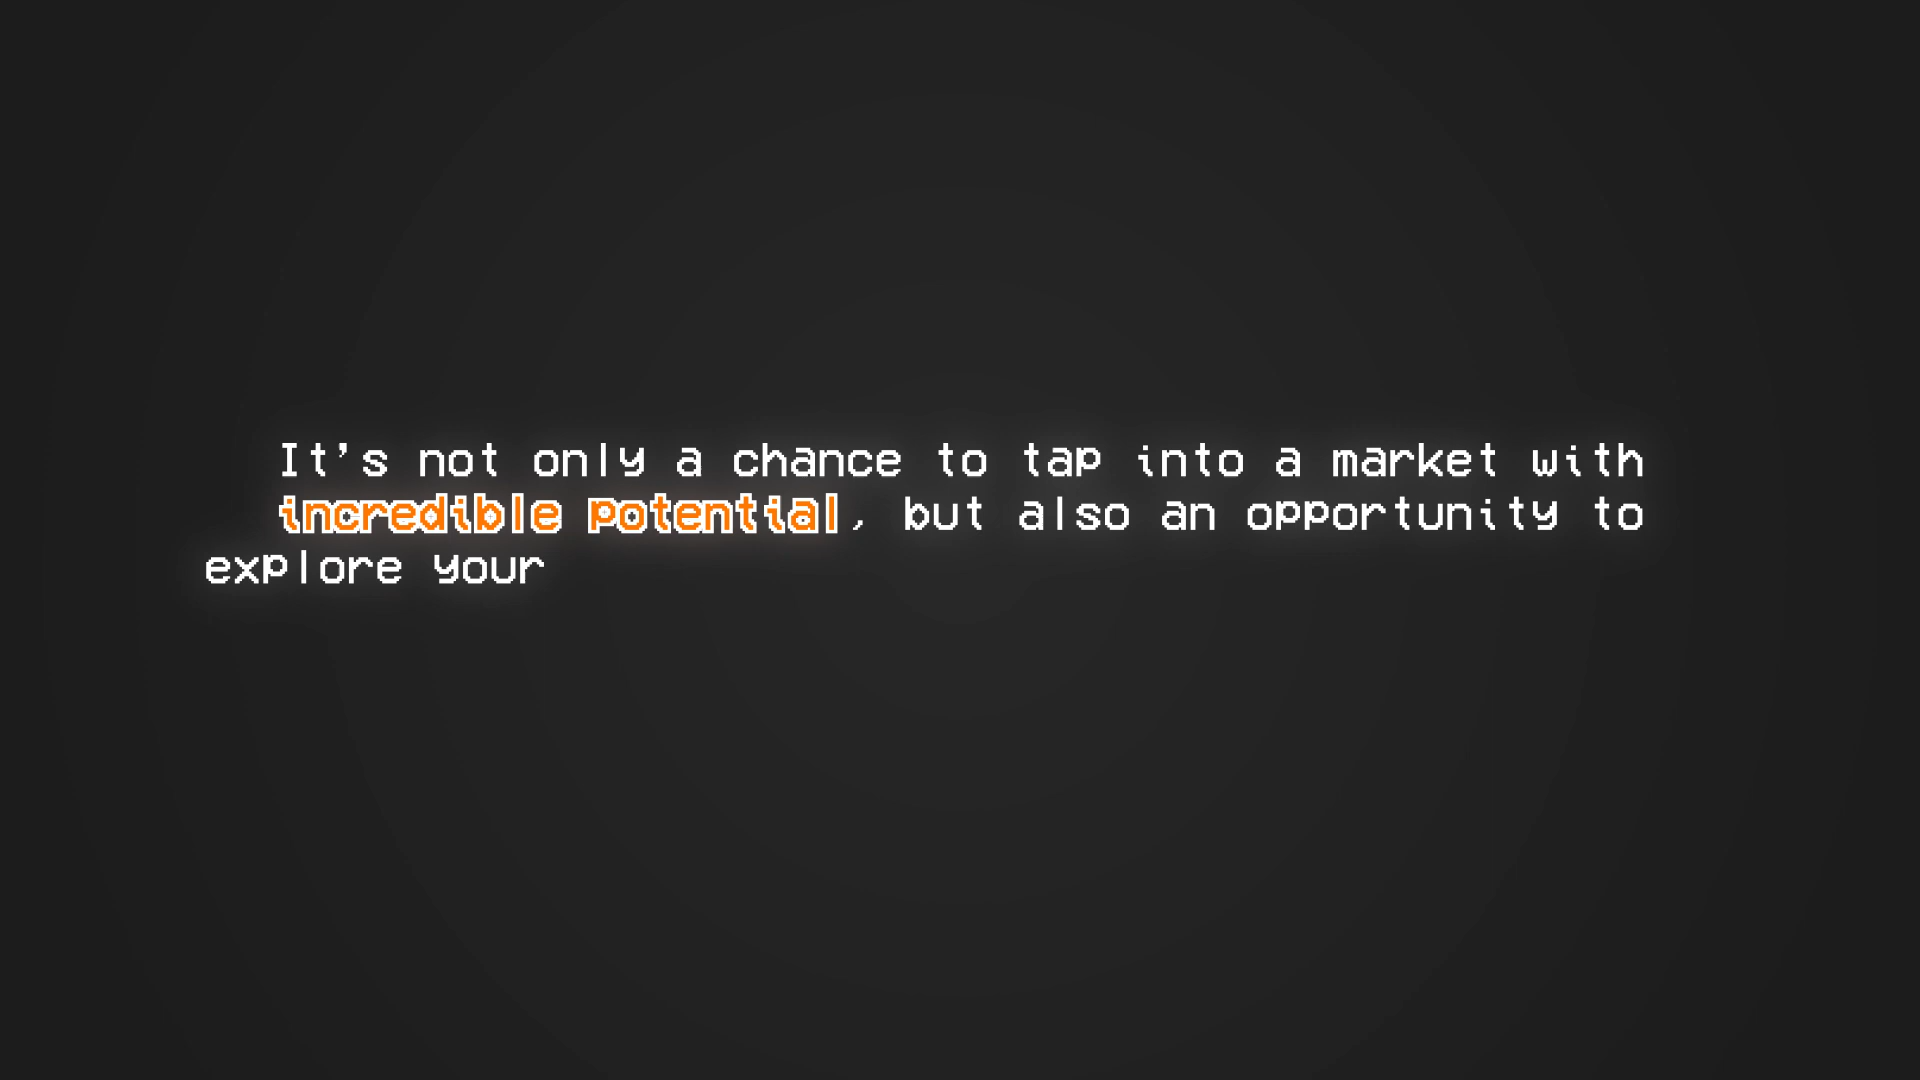 It's not only a chance to tap into a market with
incredible potential, but also an opportunity to
explore your